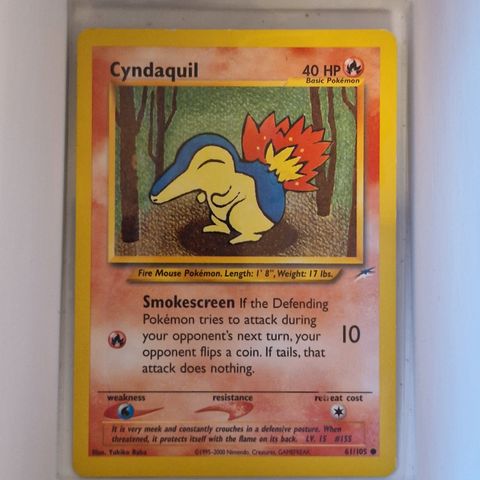 Cyndaquil
40 HP
Basic Pokémon
Fire Mouse Pokémon. Length: 1' 8", Weight: 17 lbs.
Smokescreen If the Defending
Pokémon tries to attack during
your opponent's next turn, your
opponent flips a coin. If tails, that
attack does nothing.
10
weakness resistance retreat cost
It is very meek and constantly crouches in a defensive posture. When
threatened, it protects itself with the flame on its back. LV. 15 #155
Illus. Yukiko Baba ©1995-2000 Nintendo, Creatures, GAMEFREAK. 61/105